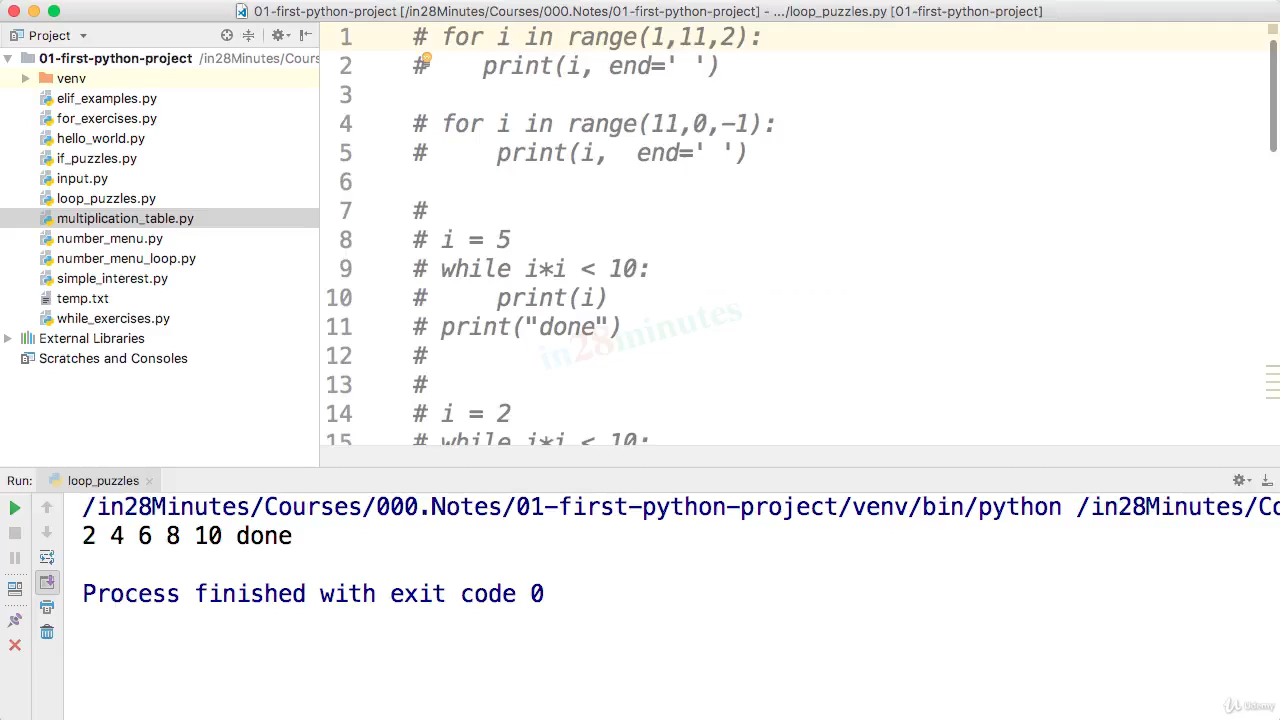 01-first-python-project [/in28Minutes/Courses/000.Notes/01-first-python-project] - .../loop_puzzles.py [01-first-python-project]
Project
01-first-python-project /in28Minutes/Cours
venv
elif_examples.py
for_exercises.py
hello_world.py
if_puzzles.py
input.py
loop_puzzles.py
multiplication_table.py
number_menu.py
number_menu_loop.py
simple_interest.py
temp.txt
while_exercises.py
External Libraries
Scratches and Consoles
1 # for i in range(1,11,2):
2 #    print(i, end=' ')
3
4 # for i in range(11,0,-1):
5 #     print(i,  end=' ')
6
7 #
8 # i = 5
9 # while i*i < 10:
10 #     print(i)
11 # print("done")
12 #
13 #
14 # i = 2
15 # while i*i < 10:
in28minutes
Run: loop_puzzles
/in28Minutes/Courses/000.Notes/01-first-python-project/venv/bin/python /in28Minutes/Co
2 4 6 8 10 done
Process finished with exit code 0
Udemy